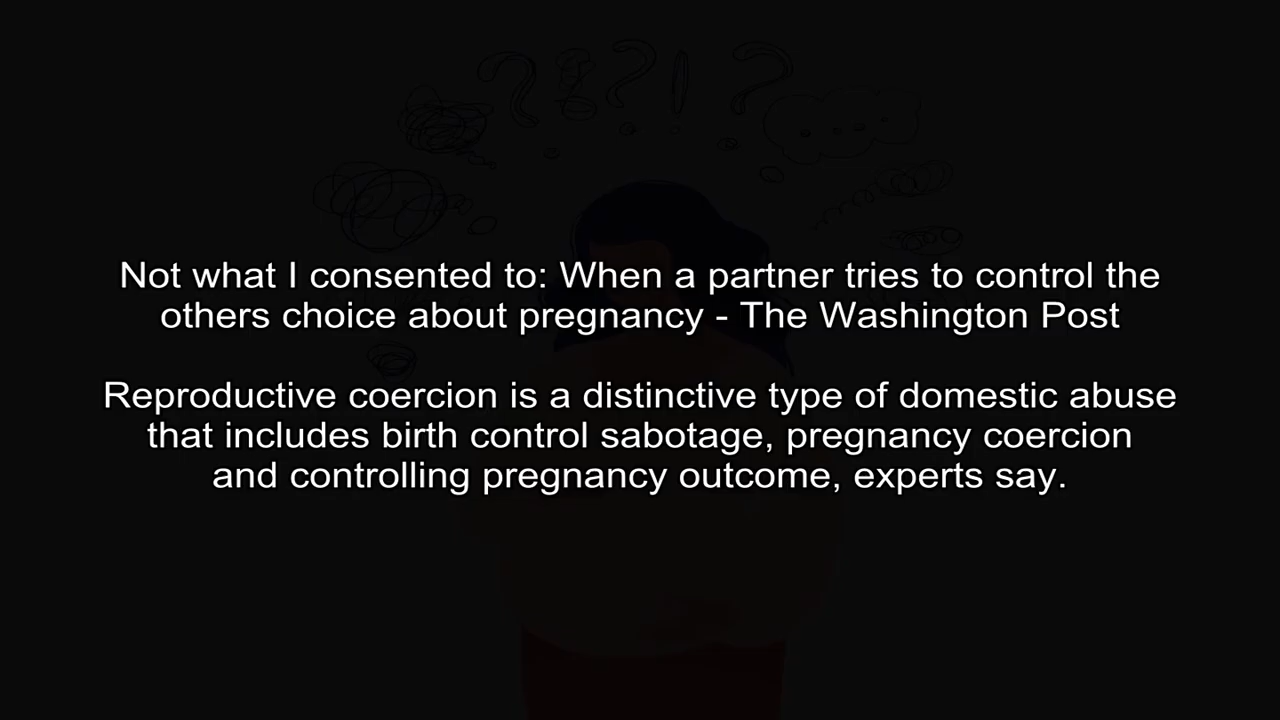 Not what I consented to: When a partner tries to control the
others choice about pregnancy - The Washington Post
Reproductive coercion is a distinctive type of domestic abuse
that includes birth control sabotage, pregnancy coercion
and controlling pregnancy outcome, experts say.